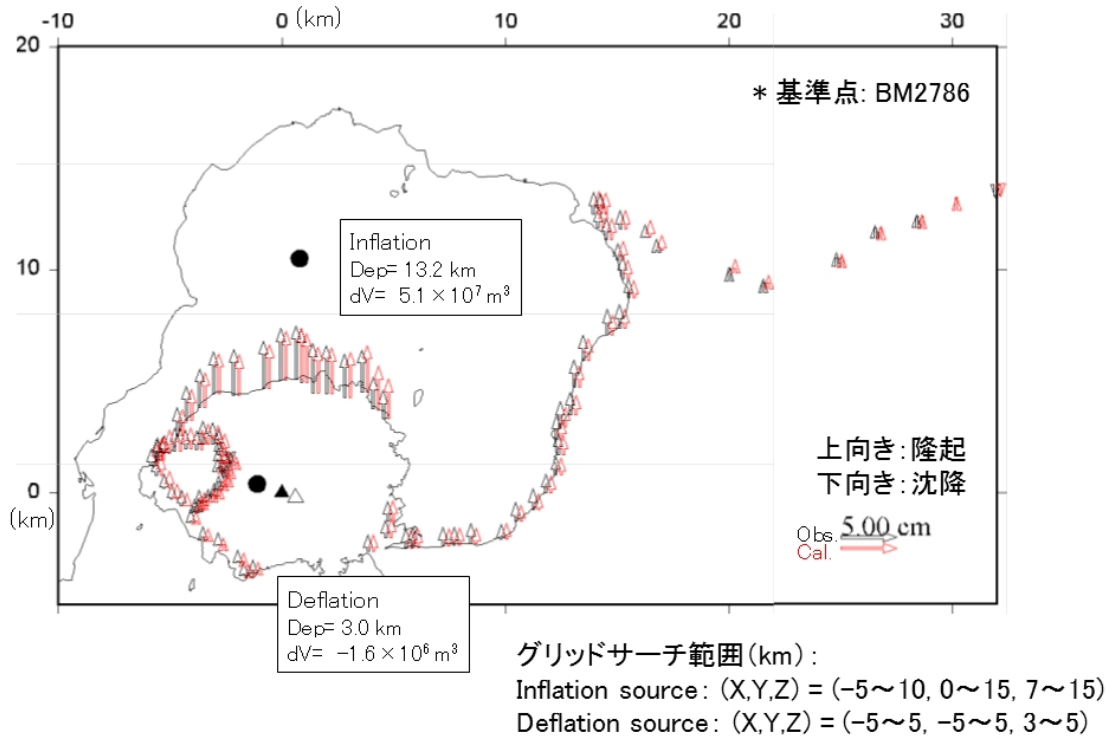 -10 0 (km) 10 20 30
20
* 基準点: BM2786
Inflation
Dep= 13.2 km
dV= 5.1×10⁷ m³
10
上向き:隆起
下向き:沈降
0
(km)
Obs. 5.00 cm
Cal.
Deflation
Dep= 3.0 km
dV= −1.6×10⁶ m³
グリッドサーチ範囲(km):
Inflation source: (X,Y,Z) = (-5~10, 0~15, 7~15)
Deflation source: (X,Y,Z) = (-5~5, -5~5, 3~5)